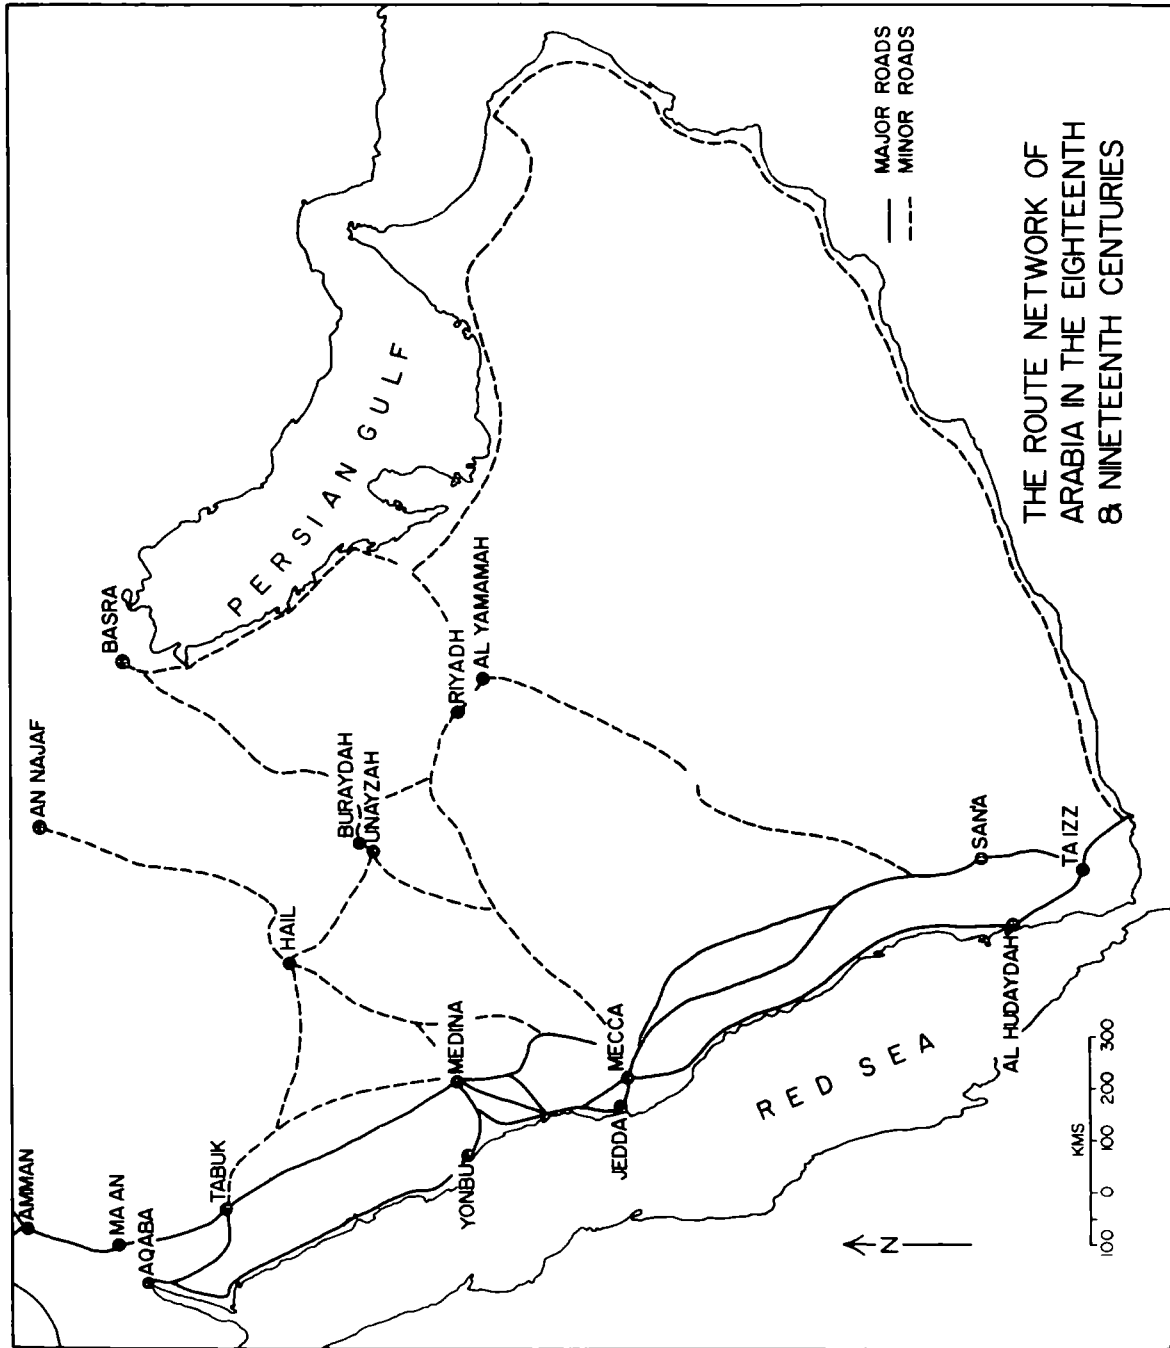 THE ROUTE NETWORK OF
ARABIA IN THE EIGHTEENTH
& NINETEENTH CENTURIES
MAJOR ROADS
MINOR ROADS
AMMAN
MA AN
AQABA
TABUK
AN NAJAF
BASRA
HAIL
BURAYDAH
UNAYZAH
PERSIAN GULF
RIYADH
AL YAMAMAH
MEDINA
YONBU
MECCA
JEDDA
RED SEA
SAN'A
TA IZZ
AL HUDAYDAH
N
KMS
100 0 100 200 300